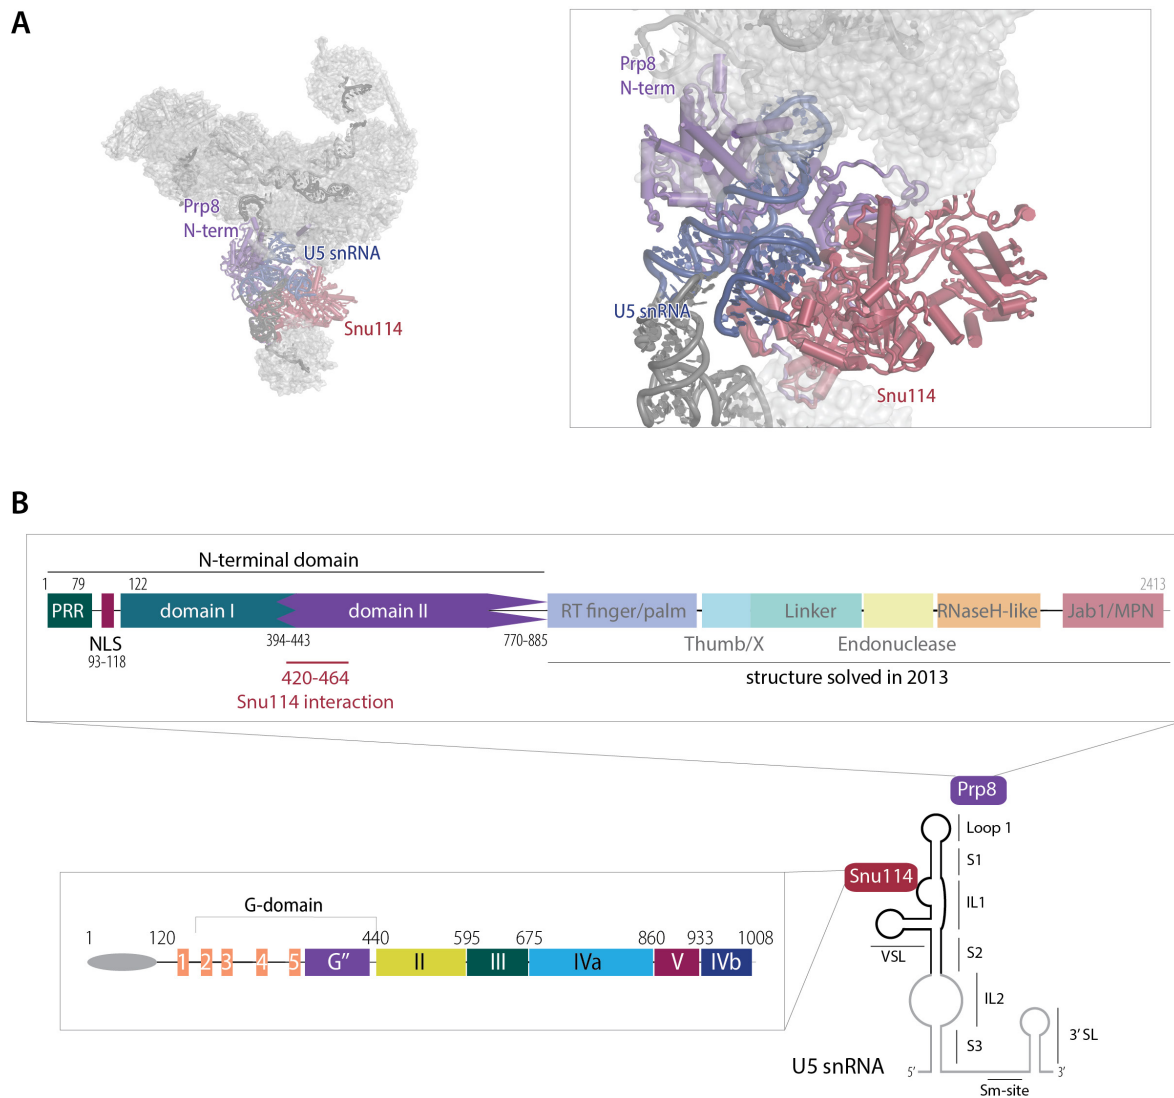 A
Prp8
N-term
U5 snRNA
Snu114
Prp8
N-term
U5 snRNA
Snu114
B
N-terminal domain
1 79 122 2413
PRR domain I domain II RT finger/palm Linker RNaseH-like Jab1/MPN
NLS 394-443 770-885 Thumb/X Endonuclease
93-118
420-464
Snu114 interaction
structure solved in 2013
Prp8
Loop 1
S1
Snu114
IL1
VSL
S2
IL2
S3
3’ SL
U5 snRNA
5’ 3’
Sm-site
G-domain
1 120 440 595 675 860 933 1008
1 2 3 4 5 G” II III IVa V IVb